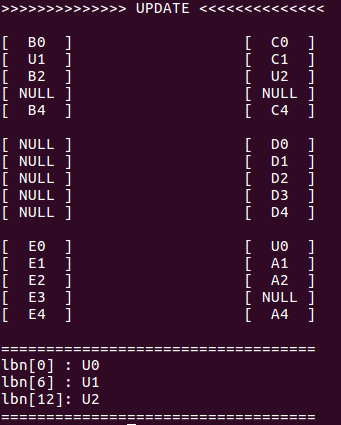 >>>>>>>>>>>>>> UPDATE <<<<<<<<<<<<<<
[  B0  ]                     [  C0  ]
[  U1  ]                     [  C1  ]
[  B2  ]                     [  U2  ]
[ NULL ]                     [ NULL ]
[  B4  ]                     [  C4  ]
[ NULL ]                     [  D0  ]
[ NULL ]                     [  D1  ]
[ NULL ]                     [  D2  ]
[ NULL ]                     [  D3  ]
[ NULL ]                     [  D4  ]
[  E0  ]                     [  U0  ]
[  E1  ]                     [  A1  ]
[  E2  ]                     [  A2  ]
[  E3  ]                     [ NULL ]
[  E4  ]                     [  A4  ]
=====================================
lbn[0] : U0
lbn[6] : U1
lbn[12]: U2
=====================================